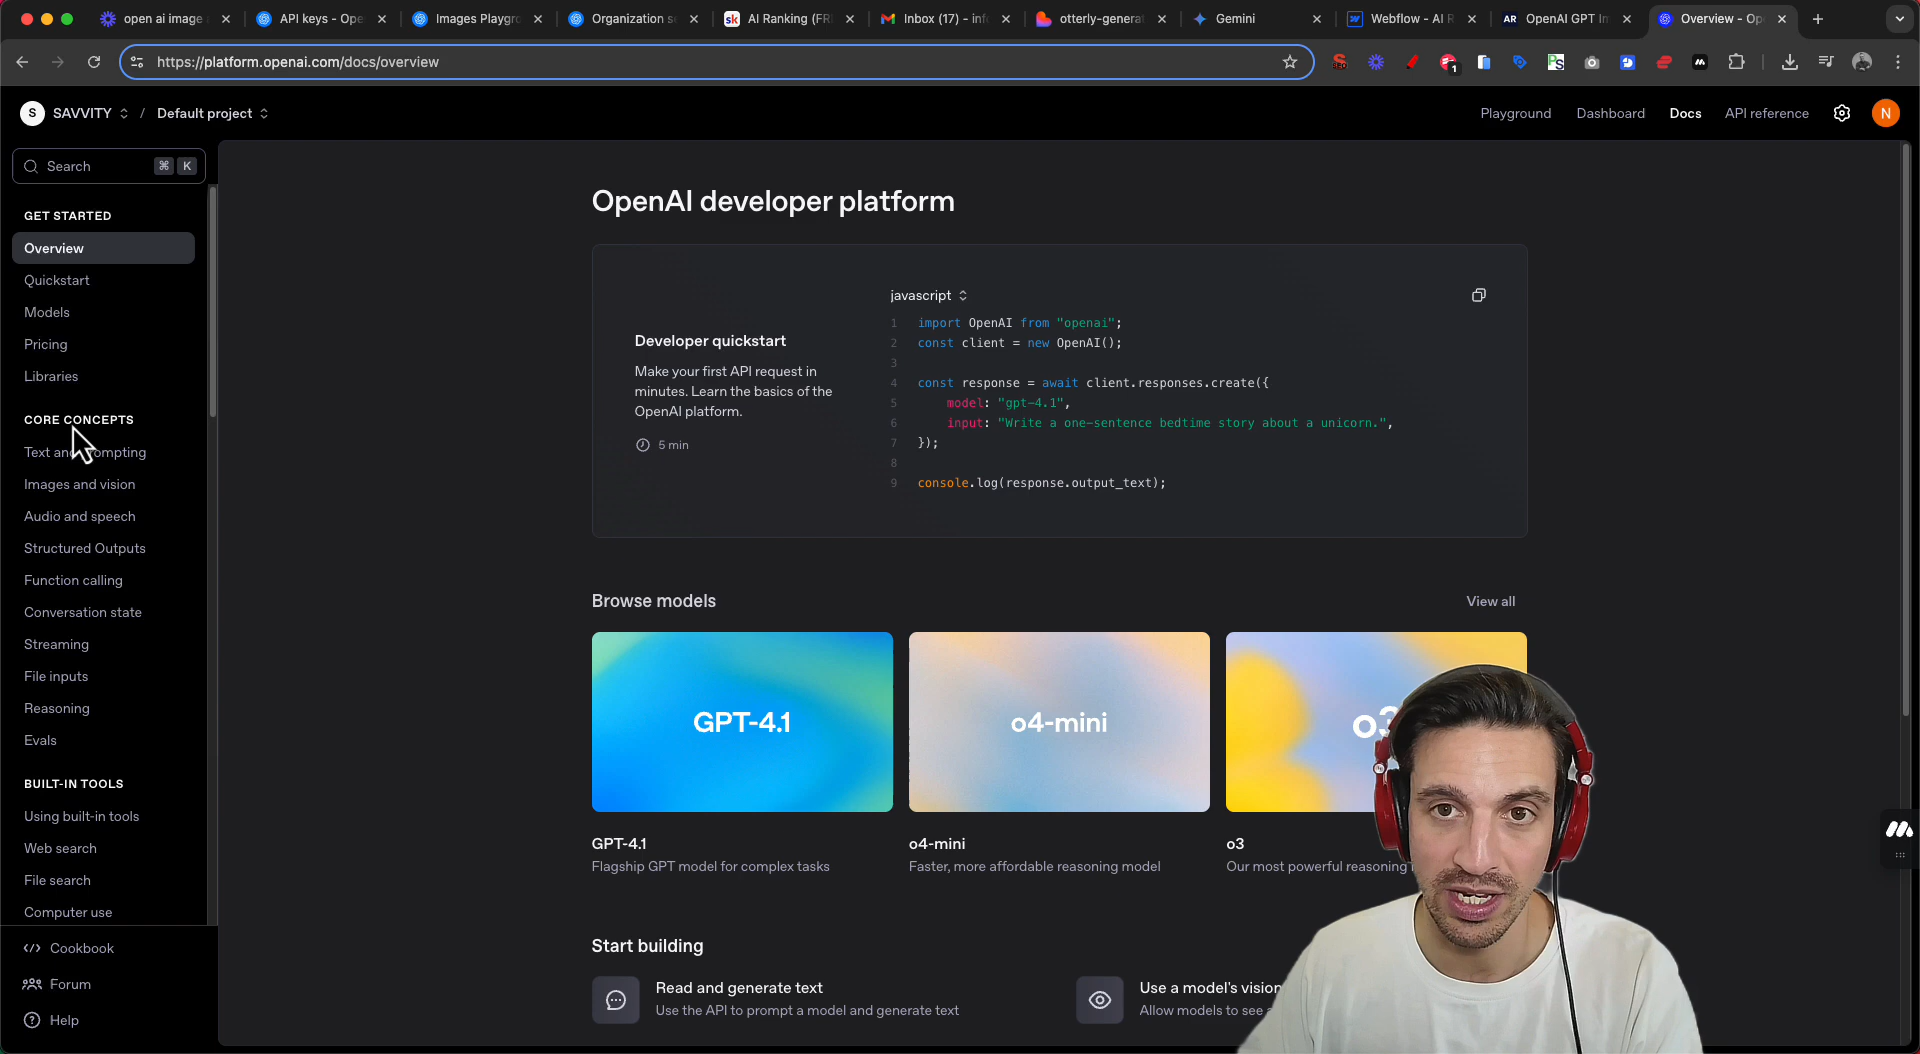 open ai image
API keys - Ope
Images Playgro
Organization se
AI Ranking (FR
Inbox (17) - inf
otterly-genera
Gemini
Webflow - AI R
AR
OpenAI GPT Im
Overview - Op
https://platform.openai.com/docs/overview
1
S SAVVITY / Default project
Playground
Dashboard
Docs
API reference
N
Search ⌘ K
GET STARTED
Overview
Quickstart
Models
Pricing
Libraries
CORE CONCEPTS
Text and prompting
Images and vision
Audio and speech
Structured Outputs
Function calling
Conversation state
Streaming
File inputs
Reasoning
Evals
BUILT-IN TOOLS
Using built-in tools
Web search
File search
Computer use
Cookbook
Forum
Help
OpenAI developer platform
Developer quickstart
Make your first API request in
minutes. Learn the basics of the
OpenAI platform.
5 min
javascript
1 import OpenAI from "openai";
2 const client = new OpenAI();
3
4 const response = await client.responses.create({
5 model: "gpt-4.1",
6 input: "Write a one-sentence bedtime story about a unicorn.",
7 });
8
9 console.log(response.output_text);
Browse models
View all
GPT-4.1
o4-mini
o3
GPT-4.1
Flagship GPT model for complex tasks
o4-mini
Faster, more affordable reasoning model
o3
Our most powerful reasoning
Start building
Read and generate text
Use the API to prompt a model and generate text
Use a model's vision
Allow models to see